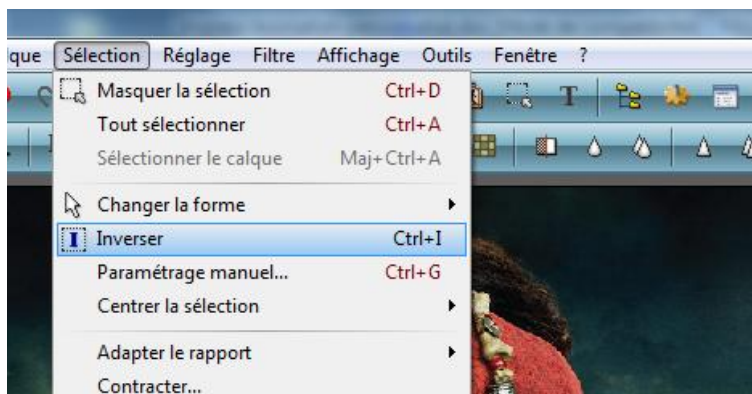 que Sélection Réglage Filtre Affichage Outils Fenêtre ?
Masquer la sélection Ctrl+D
Tout sélectionner Ctrl+A
Sélectionner le calque Maj+Ctrl+A
Changer la forme
Inverser Ctrl+I
Paramétrage manuel... Ctrl+G
Centrer la sélection
Adapter le rapport
Contracter...